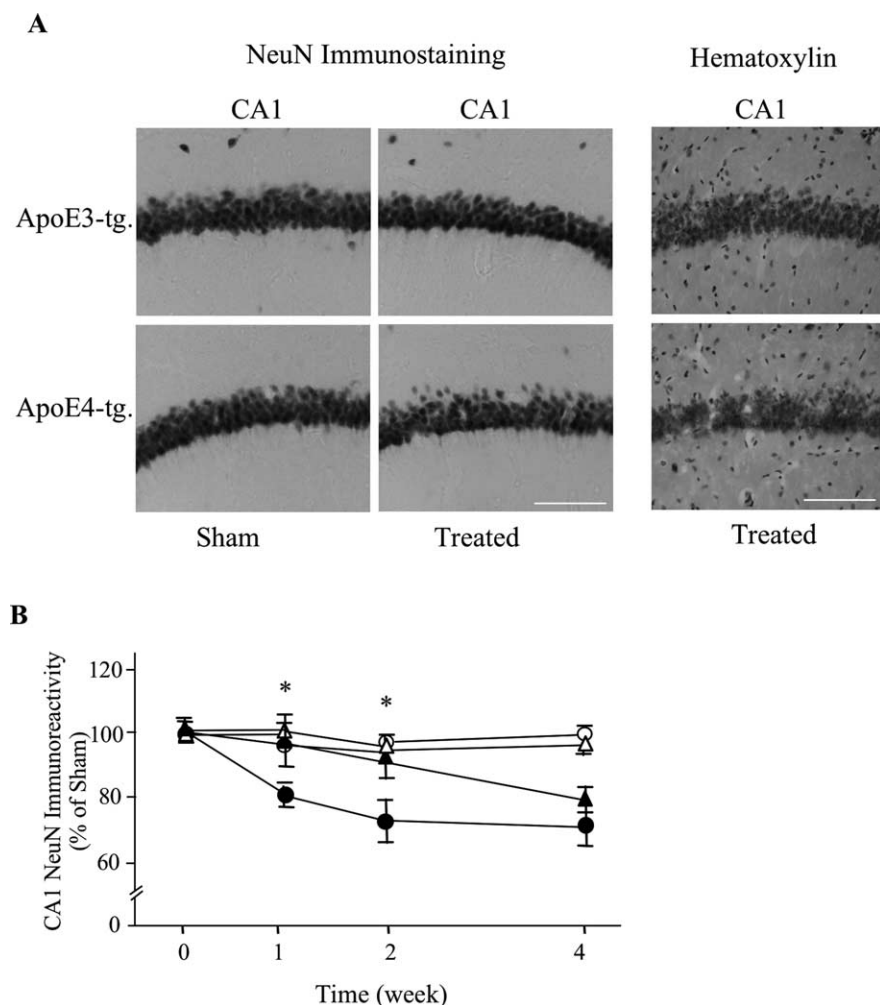 A
NeuN Immunostaining
Hematoxylin
CA1
CA1
CA1
ApoE3-tg.
ApoE4-tg.
Sham
Treated
Treated
B
CA1 NeuN Immunoreactivity
(% of Sham)
120
100
80
60
0
*
*
0
1
2
4
Time (week)